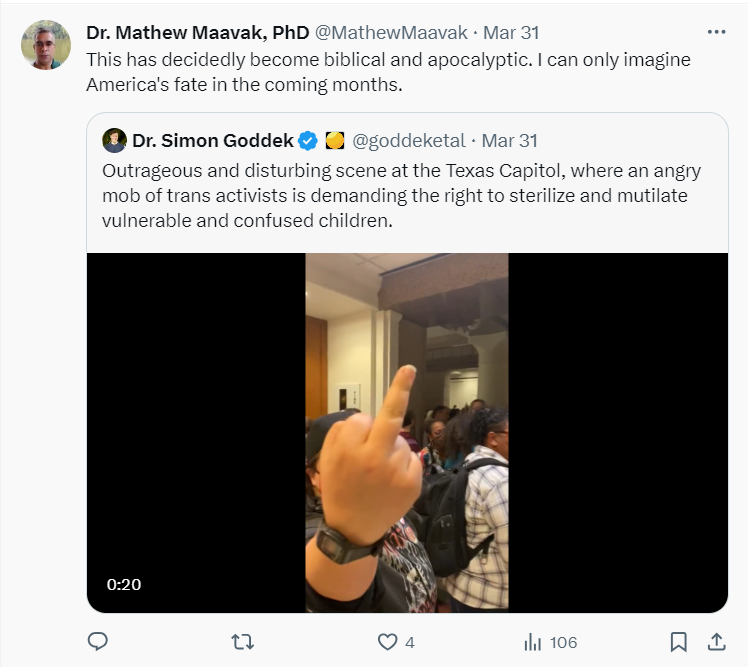 Dr. Mathew Maavak, PhD @MathewMaavak · Mar 31
This has decidedly become biblical and apocalyptic. I can only imagine
America's fate in the coming months.
Dr. Simon Goddek @goddeketal · Mar 31
Outrageous and disturbing scene at the Texas Capitol, where an angry
mob of trans activists is demanding the right to sterilize and mutilate
vulnerable and confused children.
0:20
4
106